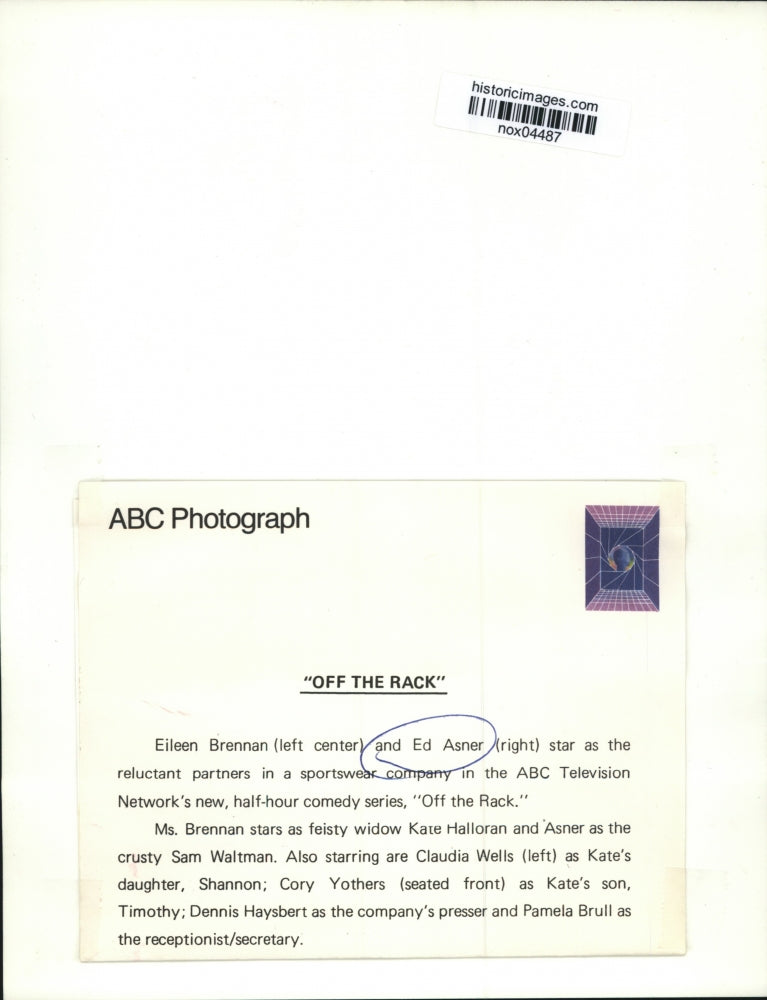 historicimages.com
nox04487
ABC Photograph
"OFF THE RACK"
Eileen Brennan (left center) and Ed Asner (right) star as the
reluctant partners in a sportswear company in the ABC Television
Network's new, half-hour comedy series, "Off the Rack."
Ms. Brennan stars as feisty widow Kate Halloran and Asner as the
crusty Sam Waltman. Also starring are Claudia Wells (left) as Kate's
daughter, Shannon; Cory Yothers (seated front) as Kate's son,
Timothy; Dennis Haysbert as the company's presser and Pamela Brull as
the receptionist/secretary.